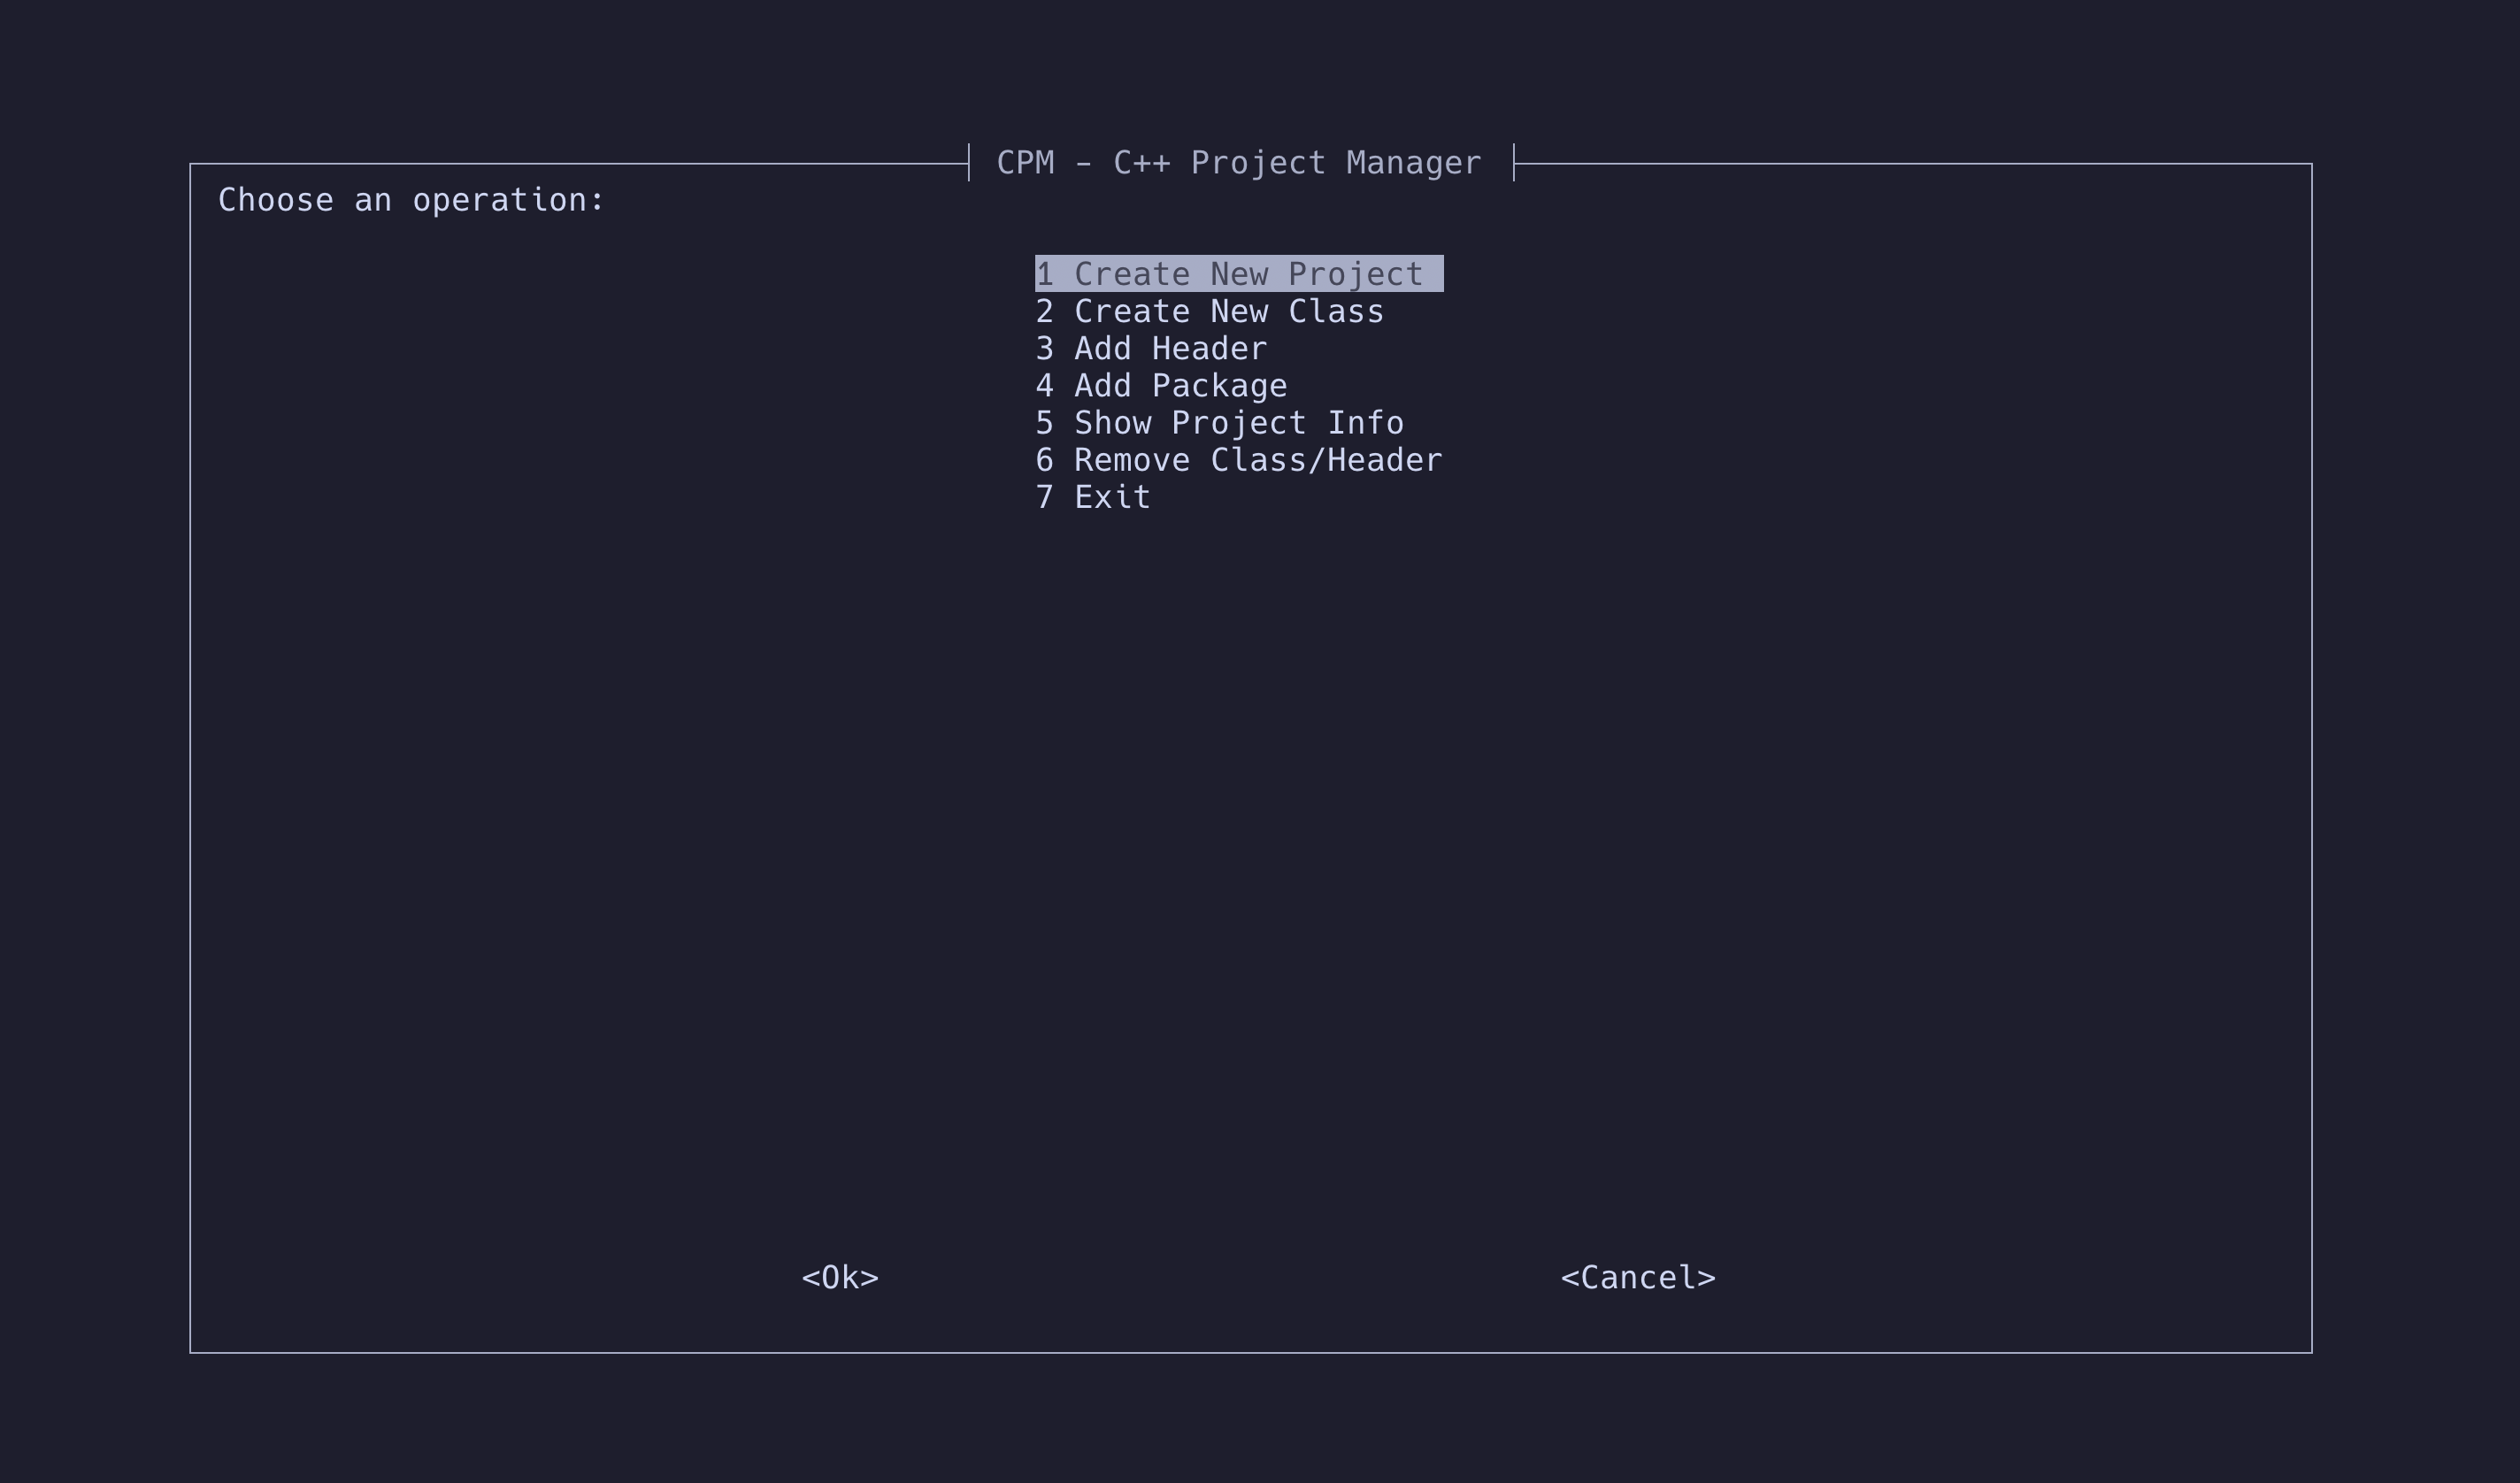 CPM - C++ Project Manager
Choose an operation:
1 Create New Project
2 Create New Class
3 Add Header
4 Add Package
5 Show Project Info
6 Remove Class/Header
7 Exit
<Ok> <Cancel>